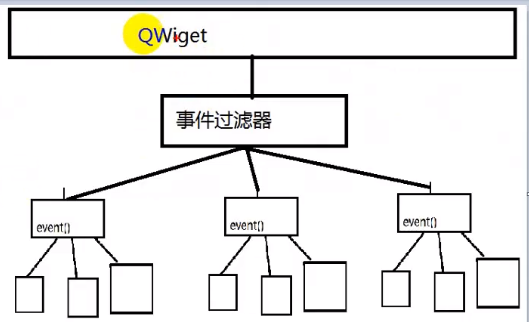 QWiget
事件过滤器
event()
event()
event()